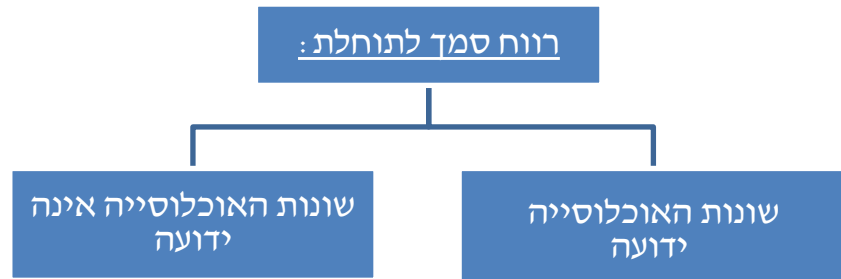 רווח סמך לתוחלת :
שונות האוכלוסייה
ידועה
שונות האוכלוסייה אינה
ידועה